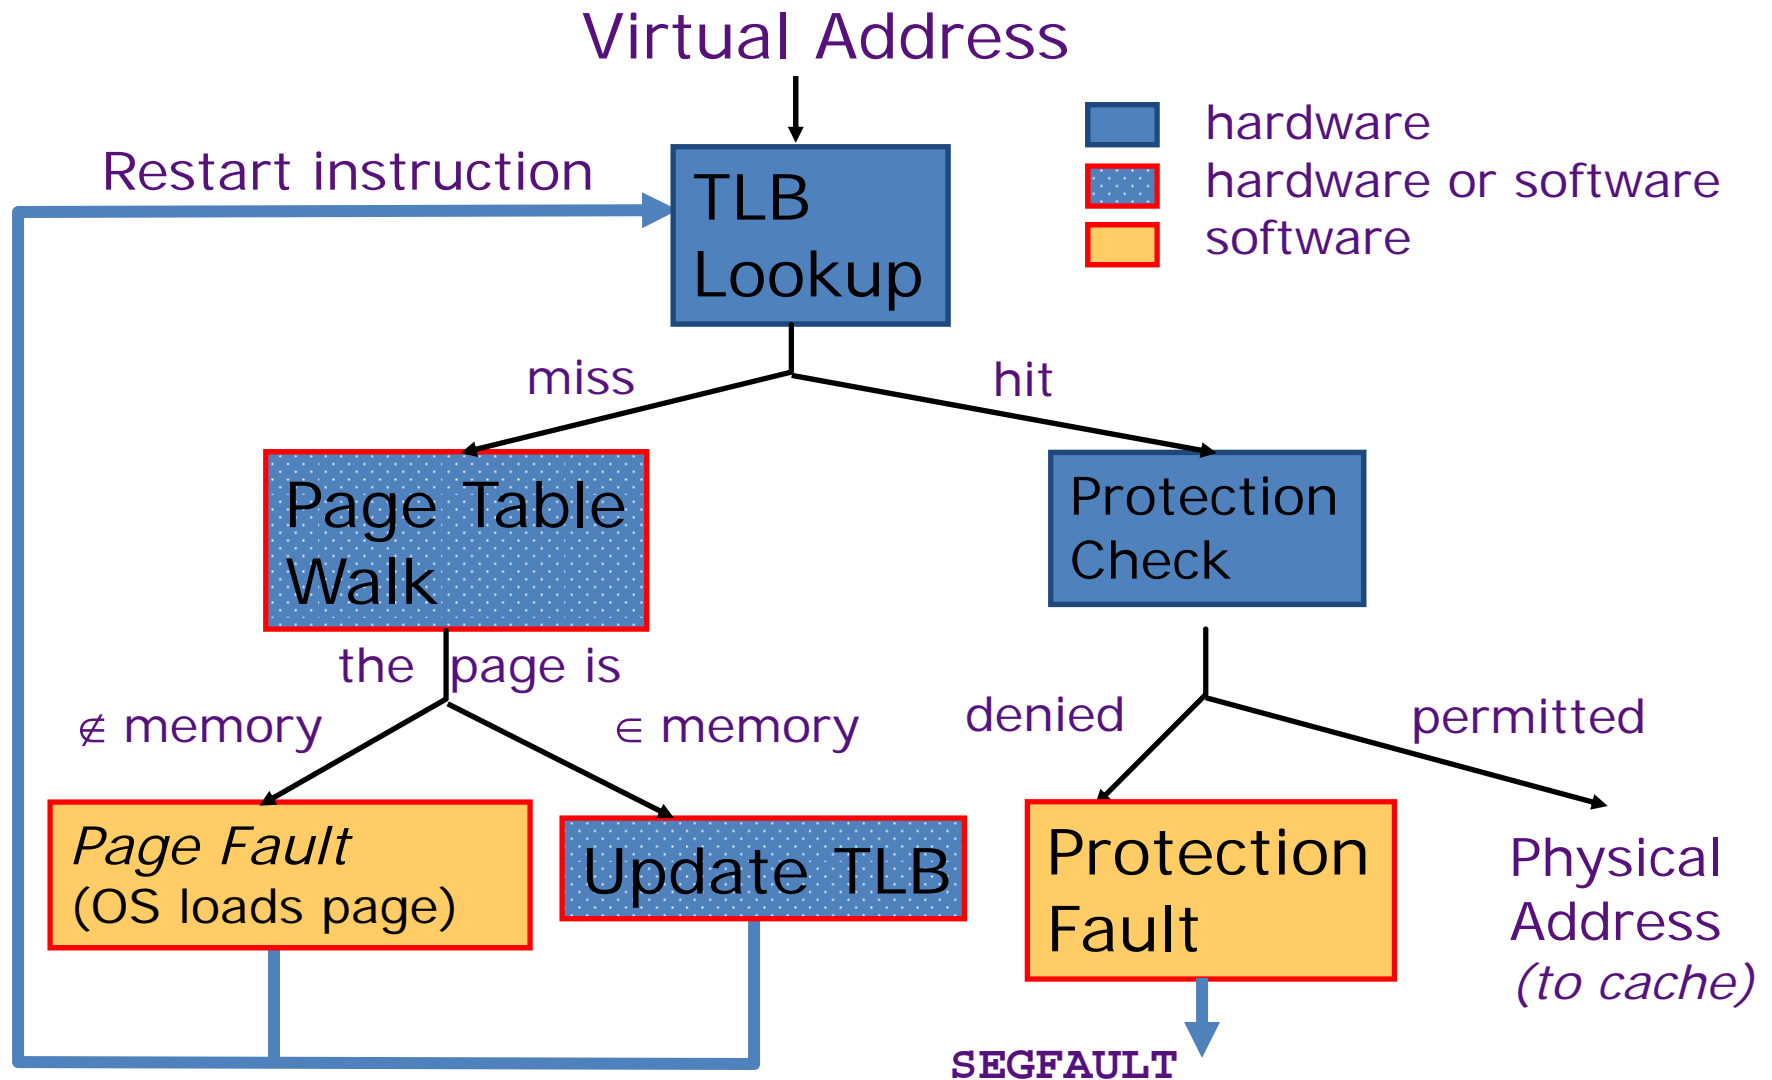 Virtual Address
hardware
hardware or software
software
Restart instruction
TLB
Lookup
miss
hit
Page Table
Walk
Protection
Check
the page is
∉ memory
∈ memory
denied
permitted
Page Fault
(OS loads page)
Update TLB
Protection
Fault
Physical
Address
(to cache)
SEGFAULT